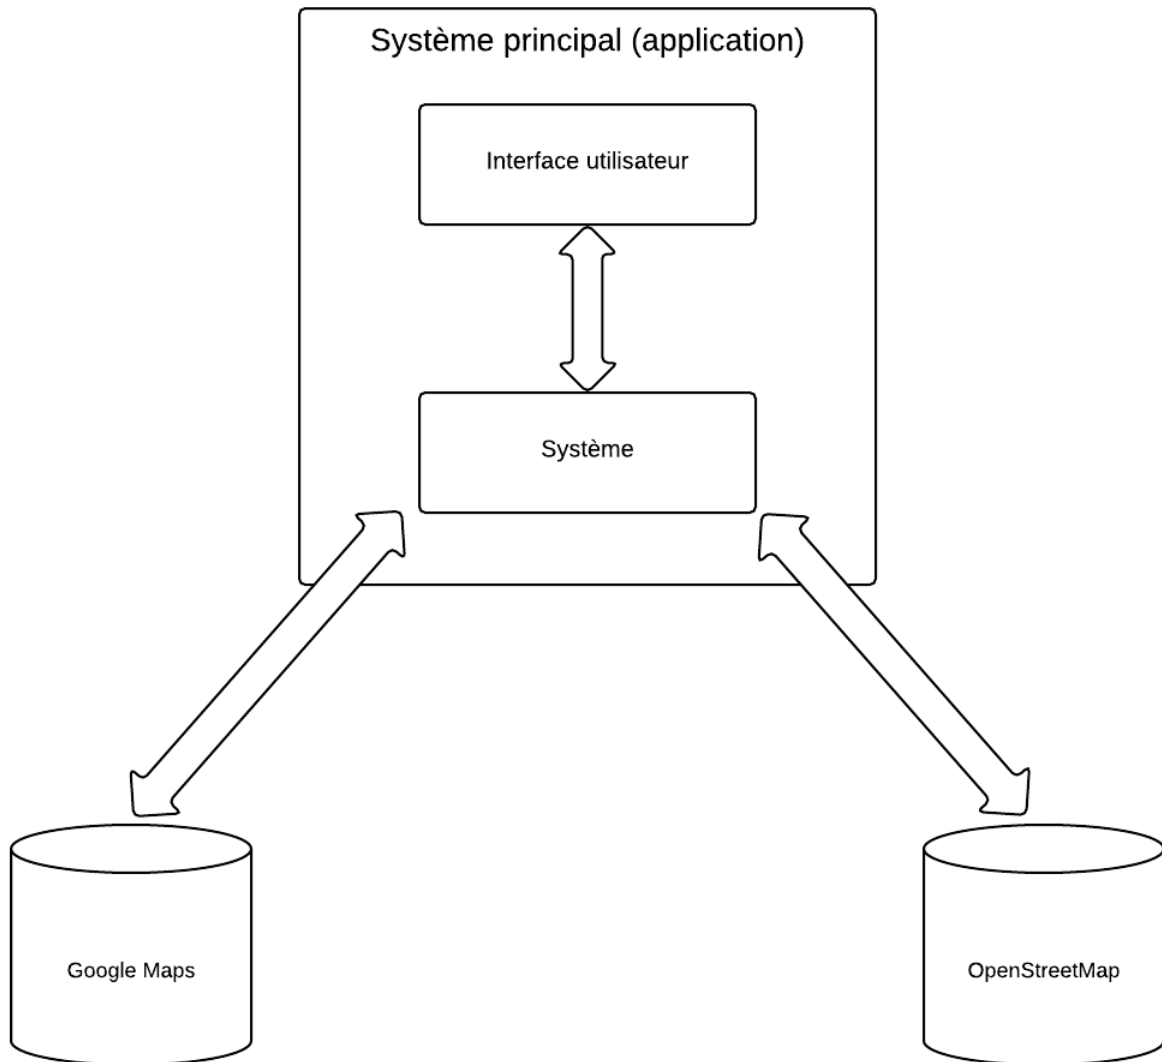 Système principal (application)
Interface utilisateur
Système
Google Maps
OpenStreetMap